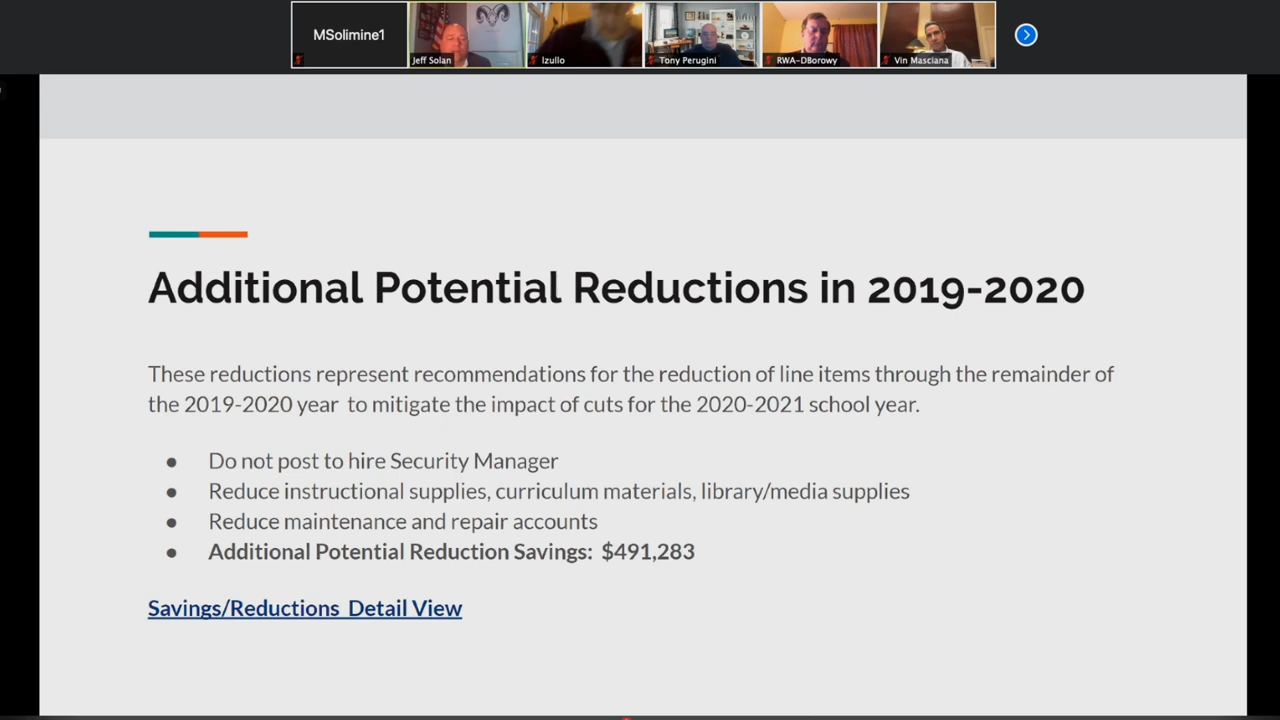 MSolimine1
Jeff Solan
lzullo
Tony Perugini
RWA-DBorowy
Vin Masciana
Additional Potential Reductions in 2019-2020
These reductions represent recommendations for the reduction of line items through the remainder of
the 2019-2020 year to mitigate the impact of cuts for the 2020-2021 school year.
● Do not post to hire Security Manager
● Reduce instructional supplies, curriculum materials, library/media supplies
● Reduce maintenance and repair accounts
● Additional Potential Reduction Savings: $491,283
Savings/Reductions Detail View